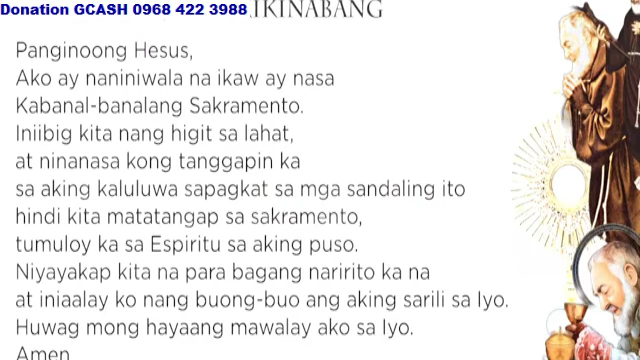 Donation GCASH 0968 422 3988
IKINABANG
Panginoong Hesus,
Ako ay naniniwala na ikaw ay nasa
Kabanal-banalang Sakramento.
Iniibig kita nang higit sa lahat,
at ninanasa kong tanggapin ka
sa aking kaluluwa sapagkat sa mga sandaling ito
hindi kita matatangap sa sakramento,
tumuloy ka sa Espiritu sa aking puso.
Niyayakap kita na para bagang naririto ka na
at iniaalay ko nang buong-buo ang aking sarili sa Iyo.
Huwag mong hayaang mawalay ako sa Iyo.
Amen